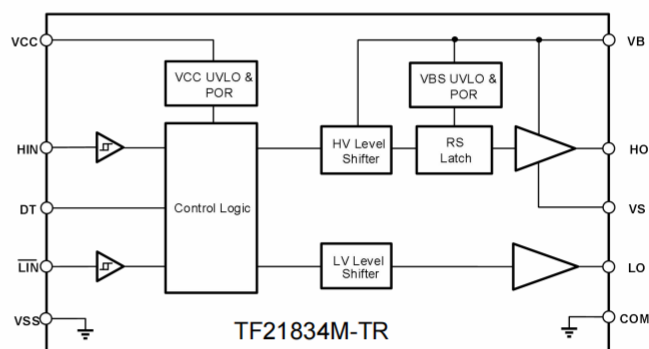 VCC
VB
VCC UVLO &
POR
VBS UVLO &
POR
HIN
HV Level
Shifter
RS
Latch
HO
DT
Control Logic
VS
LIN
LV Level
Shifter
LO
VSS
COM
TF21834M-TR